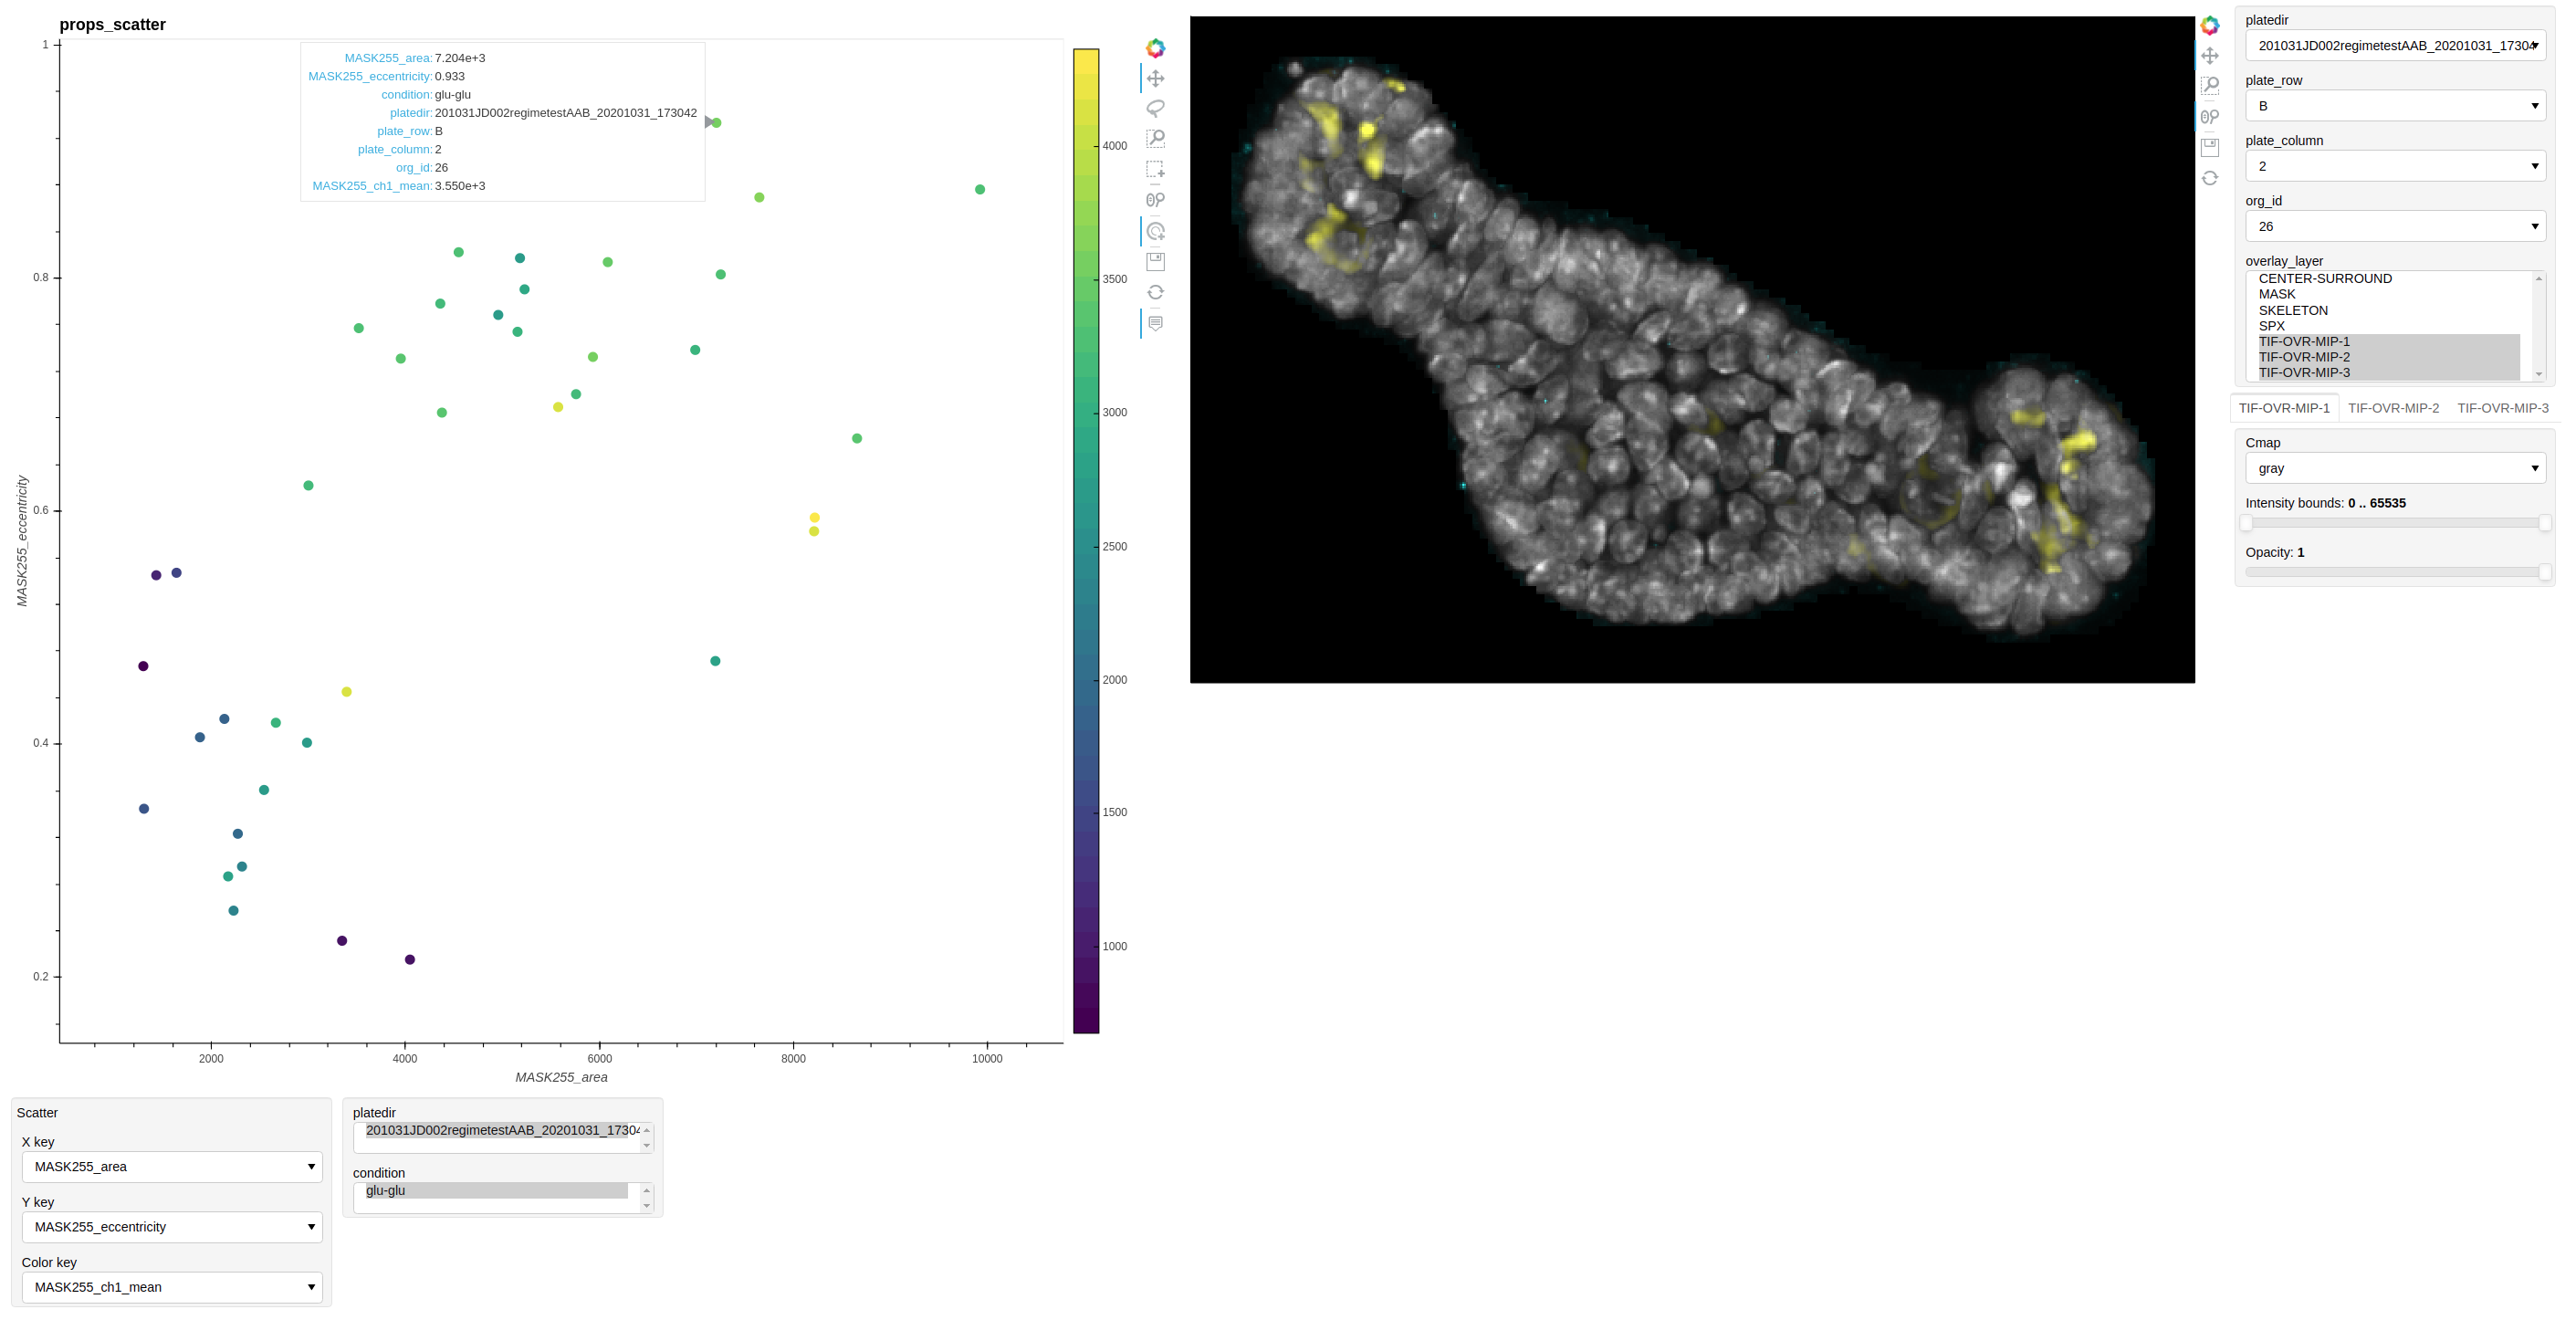 props_scatter
MASK255_area: 7.204e+3
MASK255_eccentricity: 0.933
condition: glu-glu
platedir: 201031JD002regimetestAAB_20201031_173042
plate_row: B
plate_column: 2
org_id: 26
MASK255_ch1_mean: 3.550e+3
1
0.8
0.6
0.4
0.2
MASK255_eccentricity
2000
4000
6000
8000
10000
MASK255_area
4000
3500
3000
2500
2000
1500
1000
Scatter
X key
MASK255_area
Y key
MASK255_eccentricity
Color key
MASK255_ch1_mean
platedir
201031JD002regimetestAAB_20201031_1730
condition
glu-glu
platedir
201031JD002regimetestAAB_20201031_17304
plate_row
B
plate_column
2
org_id
26
overlay_layer
CENTER-SURROUND
MASK
SKELETON
SPX
TIF-OVR-MIP-1
TIF-OVR-MIP-2
TIF-OVR-MIP-3
TIF-OVR-MIP-1 TIF-OVR-MIP-2 TIF-OVR-MIP-3
Cmap
gray
Intensity bounds: 0 .. 65535
Opacity: 1